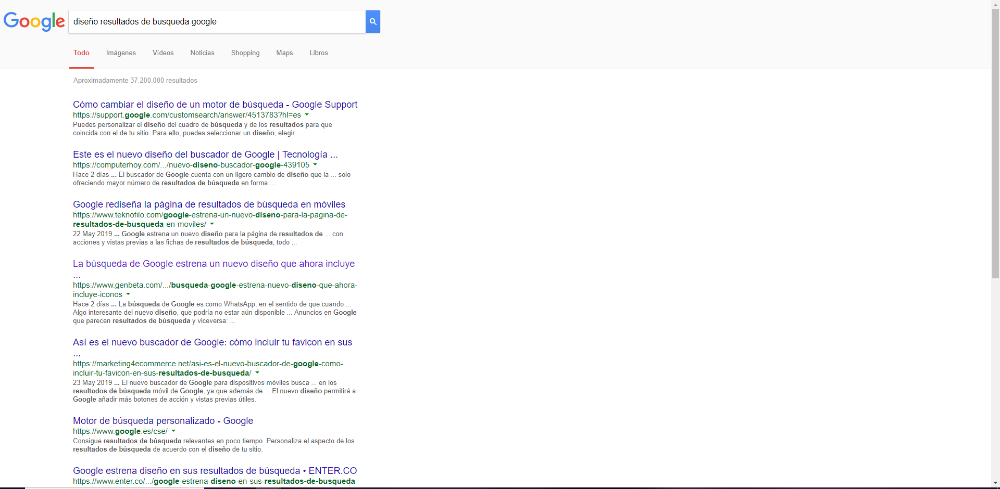 Google
diseño resultados de busqueda google
Todo Imágenes Vídeos Noticias Shopping Maps Libros
Aproximadamente 37.200.000 resultados
Cómo cambiar el diseño de un motor de búsqueda - Google Support
https://support.google.com/customsearch/answer/4513783?hl=es
Puedes personalizar el diseño del cuadro de búsqueda y de los resultados para que
coincida con el de tu sitio. Para ello, puedes seleccionar un diseño, elegir ...
Este es el nuevo diseño del buscador de Google | Tecnología ...
https://computerhoy.com/.../nuevo-diseno-buscador-google-439105
Hace 2 días ... El buscador de Google cuenta con un ligero cambio de diseño que la ... solo
ofreciendo mayor número de resultados de búsqueda en forma ...
Google rediseña la página de resultados de búsqueda en móviles
https://www.teknofilo.com/google-estrena-un-nuevo-diseno-para-la-pagina-de-
resultados-de-busqueda-en-moviles/
22 May 2019 ... Google estrena un nuevo diseño para la página de resultados de ... con
acciones y vistas previas a las fichas de resultados de búsqueda, todo ...
La búsqueda de Google estrena un nuevo diseño que ahora incluye
...
https://www.genbeta.com/.../busqueda-google-estrena-nuevo-diseno-que-ahora-
incluye-iconos
Hace 2 días ... La búsqueda de Google es como WhatsApp, en el sentido de que cuando ...
Algo interesante del nuevo diseño, que podría no estar aún disponible ... Anuncios en Google
que parecen resultados de búsqueda y viceversa: ...
Así es el nuevo buscador de Google: cómo incluir tu favicon en sus
...
https://marketing4ecommerce.net/asi-es-el-nuevo-buscador-de-google-como-
incluir-tu-favicon-en-sus-resultados-de-busqueda/
23 May 2019 ... El nuevo buscador de Google para dispositivos móviles busca ... en los
resultados de búsqueda móvil de Google, ya que además de ... El nuevo diseño permitirá a
Google añadir más botones de acción y vistas previas útiles.
Motor de búsqueda personalizado - Google
https://www.google.es/cse/
Consigue resultados de búsqueda relevantes en poco tiempo. Personaliza el aspecto de los
resultados de búsqueda de acuerdo con el diseño de tu sitio.
Google estrena diseño en sus resultados de búsqueda • ENTER.CO
https://www.enter.co/.../google-estrena-diseno-en-sus-resultados-de-busqueda